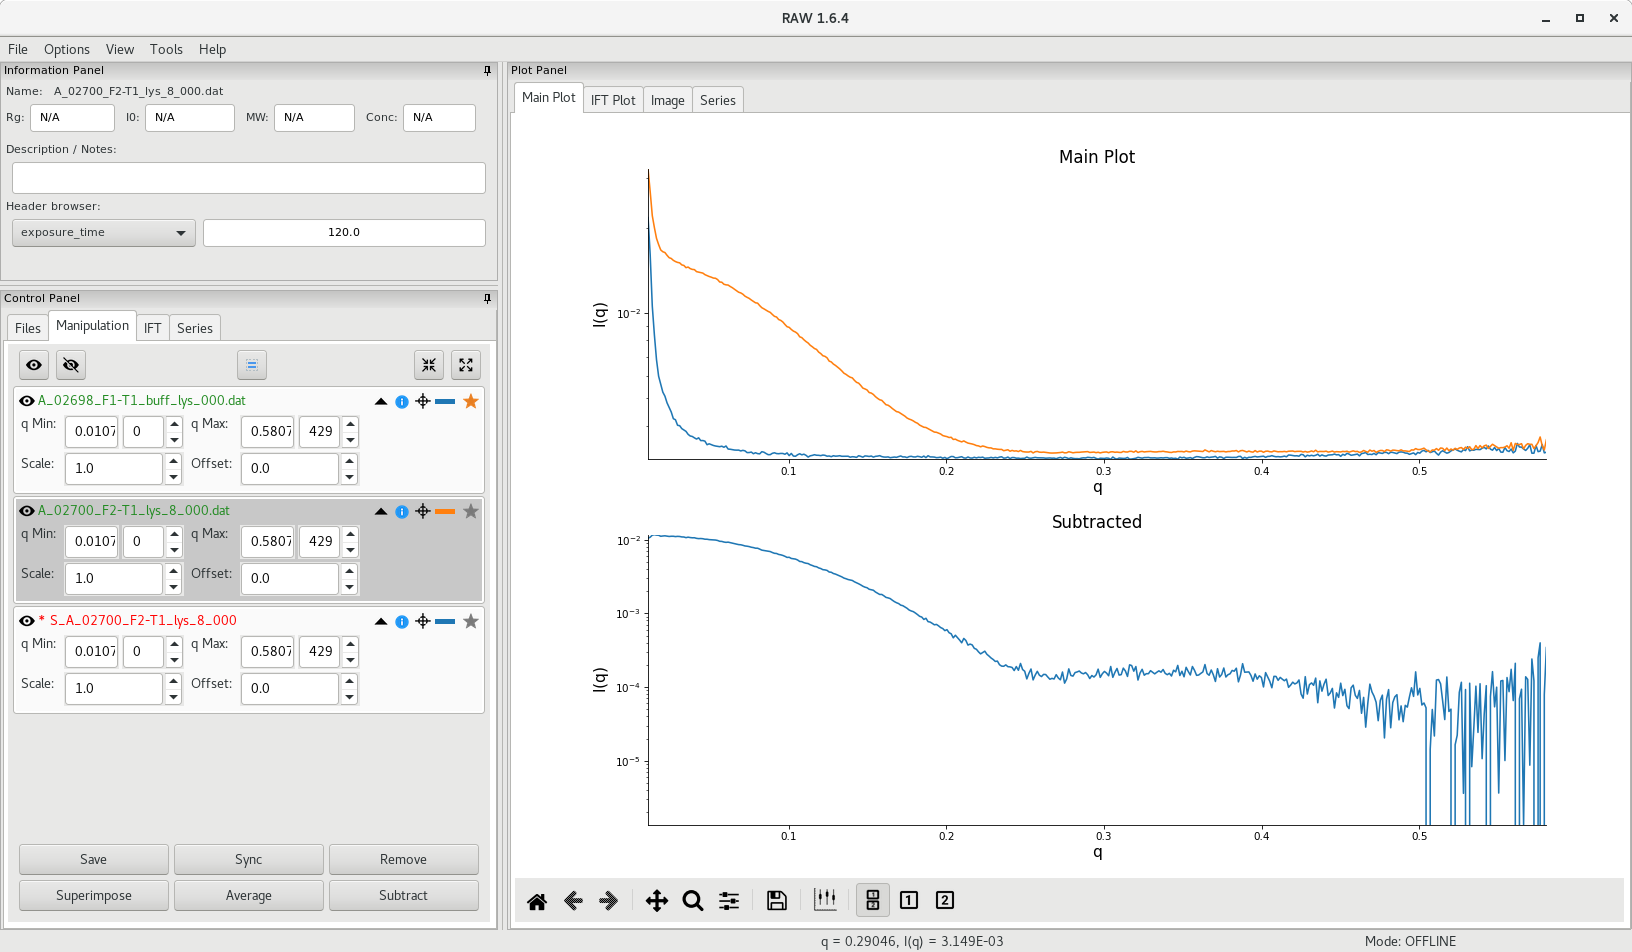 RAW 1.6.4
File Options View Tools Help
Information Panel
Name: A_02700_F2-T1_lys_8_000.dat
Rg: N/A I0: N/A MW: N/A Conc: N/A
Description / Notes:
Header browser:
exposure_time 120.0
Control Panel
Files Manipulation IFT Series
A_02698_F1-T1_buff_lys_000.dat
q Min: 0.0107 0 q Max: 0.5807 429
Scale: 1.0 Offset: 0.0
A_02700_F2-T1_lys_8_000.dat
q Min: 0.0107 0 q Max: 0.5807 429
Scale: 1.0 Offset: 0.0
* S_A_02700_F2-T1_lys_8_000
q Min: 0.0107 0 q Max: 0.5807 429
Scale: 1.0 Offset: 0.0
Save Sync Remove
Superimpose Average Subtract
Plot Panel
Main Plot IFT Plot Image Series
Main Plot
I(q)
10⁻²
0.1 0.2 0.3 0.4 0.5
q
Subtracted
I(q)
10⁻²
10⁻³
10⁻⁴
10⁻⁵
0.1 0.2 0.3 0.4 0.5
q
1 2 1 2
q = 0.29046, I(q) = 3.149E-03 Mode: OFFLINE